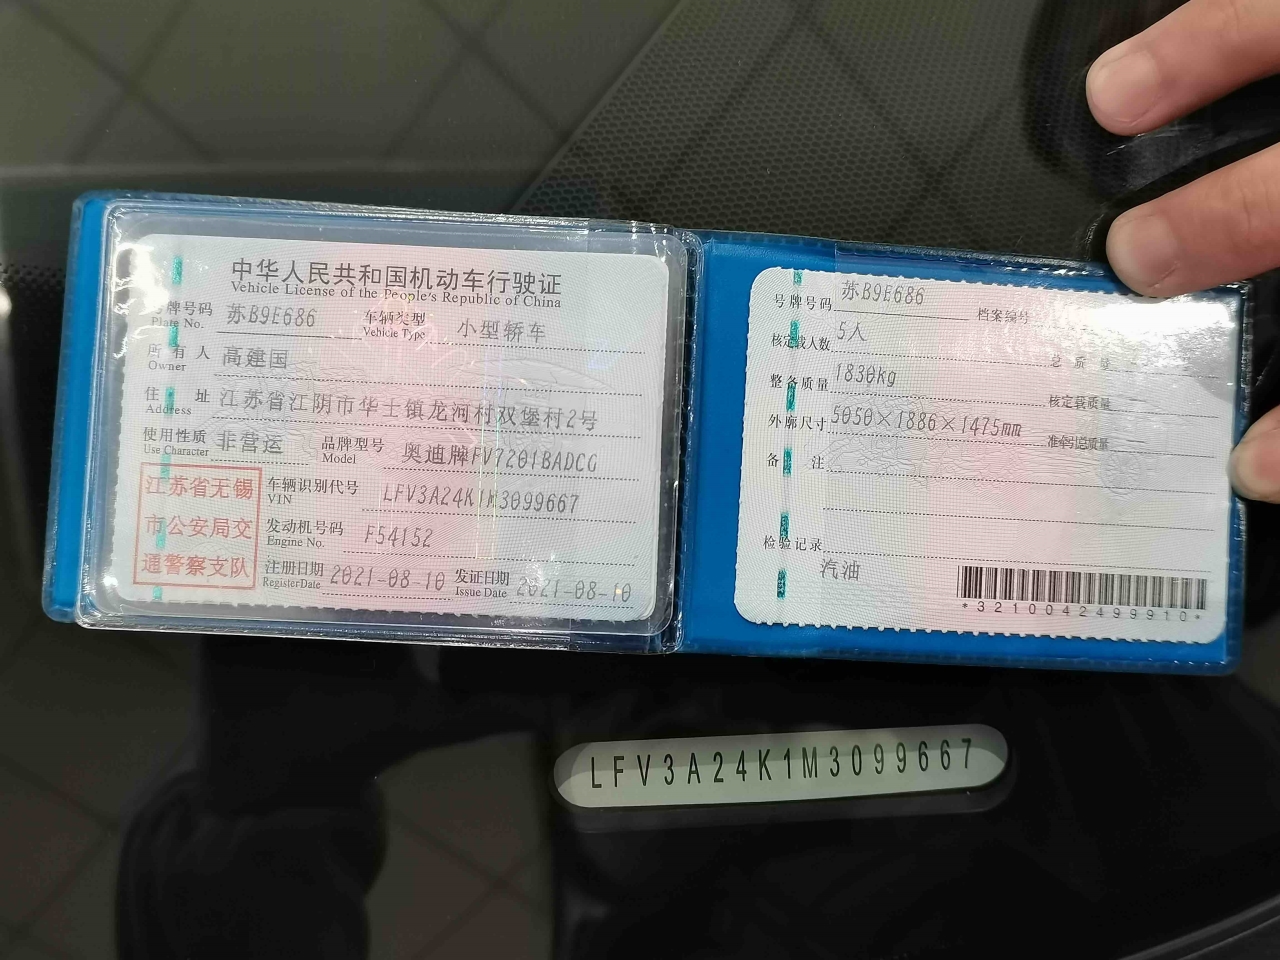 中华人民共和国机动车行驶证
Vehicle License of the People's Republic of China
号牌号码 苏B9E686 车辆类型 小型轿车
Plate No. Vehicle Type
所有人 高建国
Owner
住址 江苏省江阴市华士镇龙河村双堡村2号
Address
使用性质 非营运 品牌型号 奥迪牌FV7201BADCG
Use Character Model
江苏省无锡
市公安局交
通警察支队
车辆识别代号 LFV3A24K1M3099667
VIN
发动机号码 F54152
Engine No.
注册日期 2021-08-10 发证日期 2021-08-10
Register Date Issue Date
号牌号码 苏B9E686 档案编号
核定载人数 5人 总质量
整备质量 1830kg 核定载质量
外廓尺寸 5050×1886×1475mm 准牵引总质量
备注
检验记录
汽油
*3210042499910*
LFV3A24K1M3099667